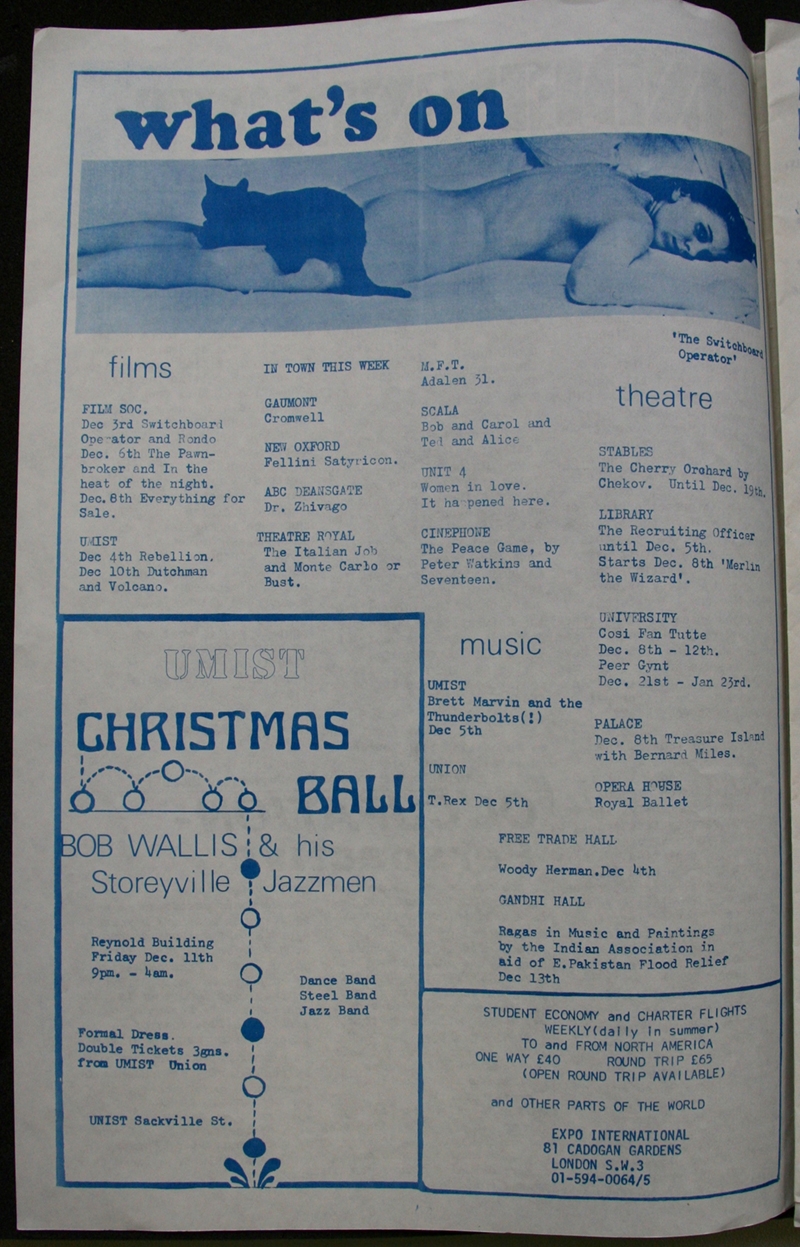 what's on
'The Switchboard
Operator'
films
FILM SOC.
Dec 3rd Switchboard
Operator and Rondo
Dec. 6th The Pawn-
broker and In the
heat of the night.
Dec.8th Everything for
Sale.
UMIST
Dec 4th Rebellion.
Dec 10th Dutchman
and Volcano.
IN TOWN THIS WEEK
GAUMONT
Cromwell
NEW OXFORD
Fellini Satyricon.
ABC DEANSGATE
Dr. Zhivago
THEATRE ROYAL
The Italian Job
and Monte Carlo or
Bust.
M.F.T.
Adalen 31.
SCALA
Bob and Carol and
Ted and Alice
UNIT 4
Women in love.
It happened here.
CINEPHONE
The Peace Game, by
Peter Watkins and
Seventeen.
theatre
STABLES
The Cherry Orchard by
Chekov. Until Dec. 19th.
LIBRARY
The Recruiting Officer
until Dec. 5th.
Starts Dec. 8th 'Merlin
the Wizard'.
UNIVERSITY
Cosi Fan Tutte
Dec. 8th - 12th.
Peer Gynt
Dec. 21st - Jan 23rd.
PALACE
Dec. 8th Treasure Island
with Bernard Miles.
OPERA HOUSE
Royal Ballet
music
UMIST
Brett Marvin and the
Thunderbolts(!)
Dec 5th
UNION
T.Rex Dec 5th
FREE TRADE HALL
Woody Herman.Dec 4th
GANDHI HALL
Ragas in Music and Paintings
by the Indian Association in
aid of E.Pakistan Flood Relief
Dec 13th
UMIST
CHRISTMAS
BALL
BOB WALLIS & his
Storeyville Jazzmen
Reynold Building
Friday Dec. 11th
9pm. - 4am.
Dance Band
Steel Band
Jazz Band
Formal Dress.
Double Tickets 3gns.
from UMIST Union
UNIST Sackville St.
STUDENT ECONOMY and CHARTER FLIGHTS
WEEKLY(daily in summer)
TO and FROM NORTH AMERICA
ONE WAY £40 ROUND TRIP £65
(OPEN ROUND TRIP AVAILABLE)
and OTHER PARTS OF THE WORLD
EXPO INTERNATIONAL
81 CADOGAN GARDENS
LONDON S.W.3
01-594-0064/5